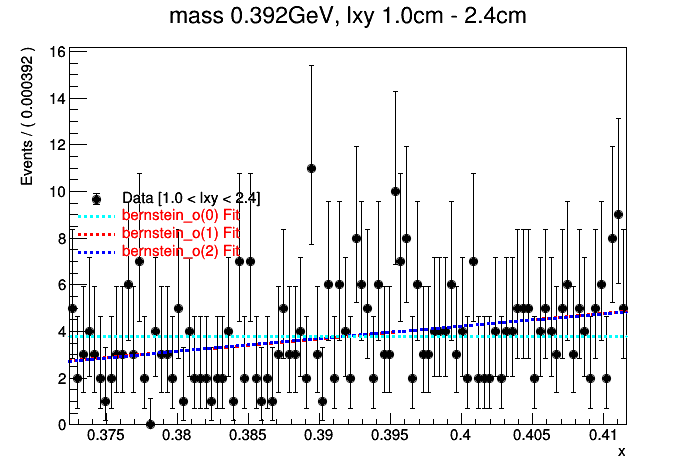 mass 0.392GeV, lxy 1.0cm - 2.4cm
Events / ( 0.000392 )
16
14
12
10
8
6
4
2
0
Data [1.0 < lxy < 2.4]
bernstein_o(0) Fit
bernstein_o(1) Fit
bernstein_o(2) Fit
0.375 0.38 0.385 0.39 0.395 0.4 0.405 0.41
x